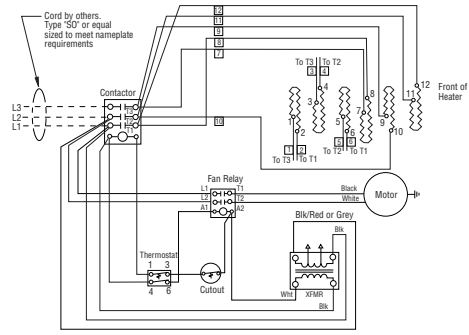 Cord by others.
Type "SO" or equal
sized to meet nameplate
requirements
12
11
9
8
7
10
Contactor
L3
L2
L1
T3
T2
T1
To T3 To T2
3 4
4
3
1
2
1 2
To T3 To T1
5
6
5 6
To T2 To T1
7
8
9
10
11
12
Front of
Heater
Fan Relay
L1 T1
L2 T2
A1 A2
Black
White
Motor
Thermostat
1 3
4 6
Cutout
Blk/Red or Grey
Blk
Wht
XFMR
Blk